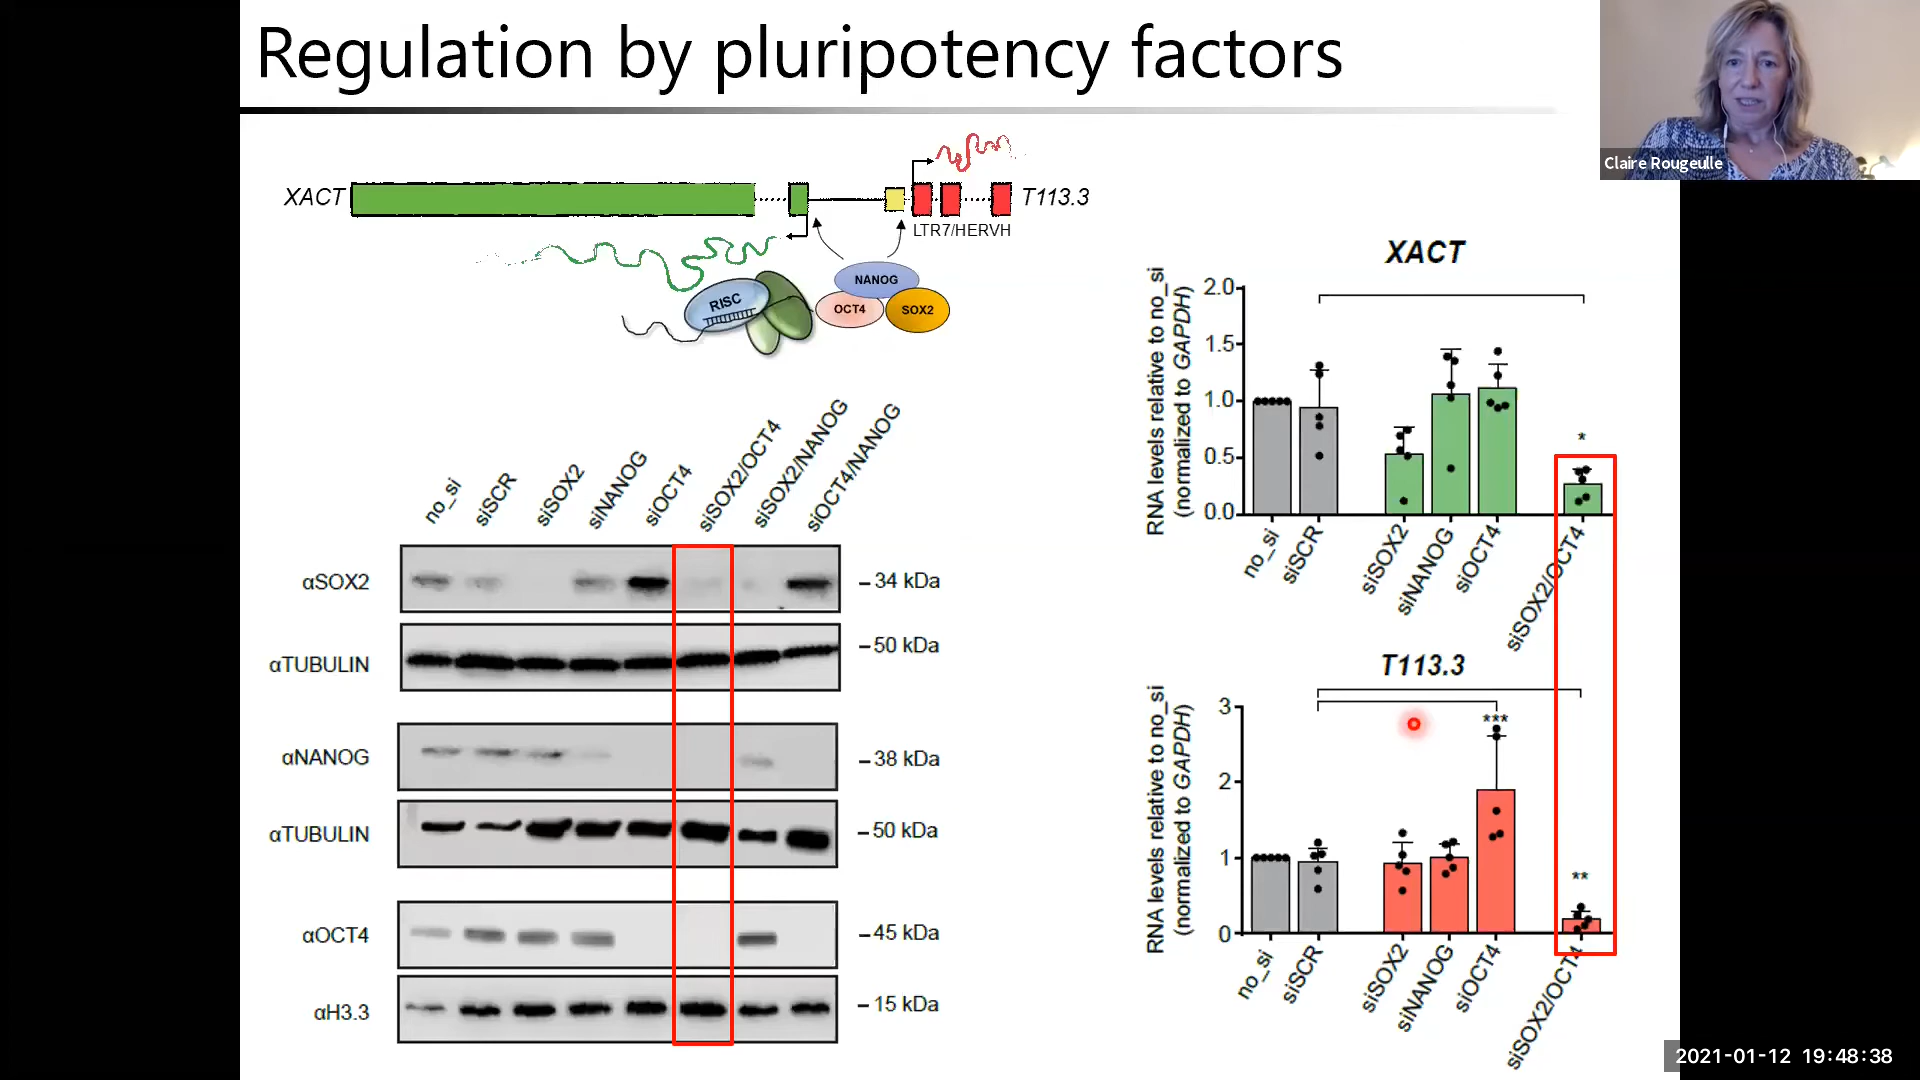 Regulation by pluripotency factors
Claire Rougeulle
XACT
T113.3
LTR7/HERVH
RISC
NANOG
OCT4
SOX2
no_si
siSCR
siSOX2
siNANOG
siOCT4
siSOX2/OCT4
siSOX2/NANOG
siOCT4/NANOG
αSOX2
34 kDa
αTUBULIN
50 kDa
αNANOG
38 kDa
αTUBULIN
50 kDa
αOCT4
45 kDa
αH3.3
15 kDa
XACT
RNA levels relative to no_si
(normalized to GAPDH)
2.0
1.5
1.0
0.5
0.0
*
no_si
siSCR
siSOX2
siNANOG
siOCT4
siSOX2/OCT4
T113.3
RNA levels relative to no_si
(normalized to GAPDH)
3
2
1
0
***
**
no_si
siSCR
siSOX2
siNANOG
siOCT4
siSOX2/OCT4
2021-01-12 19:48:38